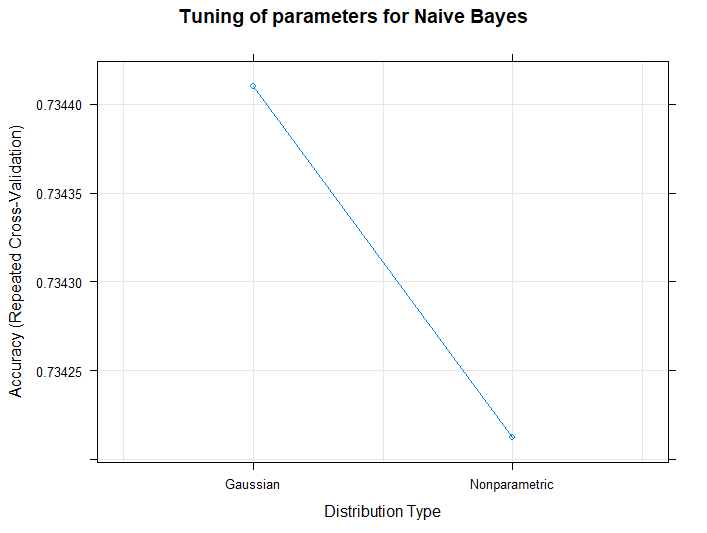 Tuning of parameters for Naive Bayes
Accuracy (Repeated Cross-Validation)
0.73440
0.73435
0.73430
0.73425
Gaussian
Nonparametric
Distribution Type